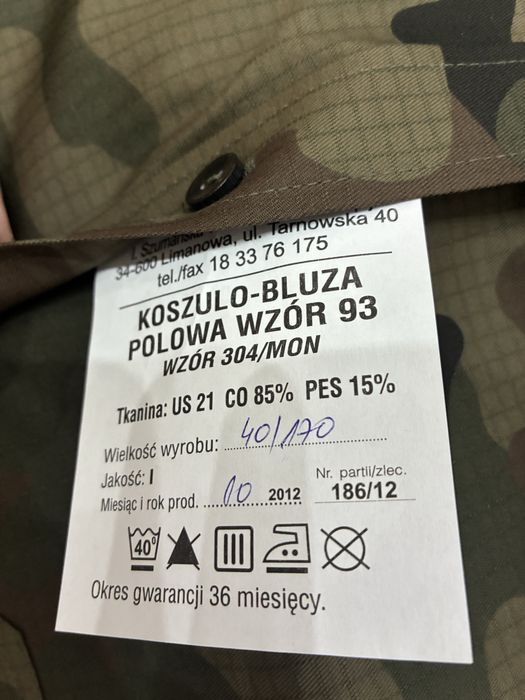 I. Szumańsk
34-600 Limanowa, ul. Tarnowska 40
tel./fax 18 33 76 175
KOSZULO-BLUZA
POLOWA WZÓR 93
WZÓR 304/MON
Tkanina: US 21 CO 85% PES 15%
Wielkość wyrobu: 40/170
Jakość: I
Miesiąc i rok prod. 10 2012
Nr. partii/zlec.
186/12
40°
Okres gwarancji 36 miesięcy.